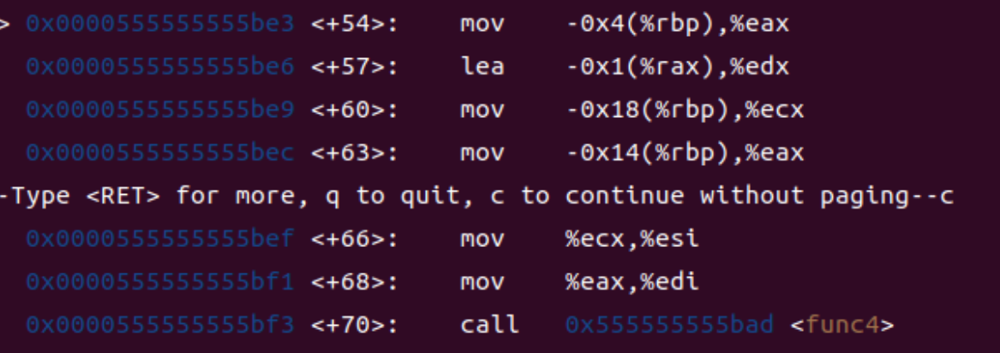 > 0x0000555555555be3 <+54>: mov -0x4(%rbp),%eax
0x0000555555555be6 <+57>: lea -0x1(%rax),%edx
0x0000555555555be9 <+60>: mov -0x18(%rbp),%ecx
0x0000555555555bec <+63>: mov -0x14(%rbp),%eax
-Type <RET> for more, q to quit, c to continue without paging--c
0x0000555555555bef <+66>: mov %ecx,%esi
0x0000555555555bf1 <+68>: mov %eax,%edi
0x0000555555555bf3 <+70>: call 0x555555555bad <func4>